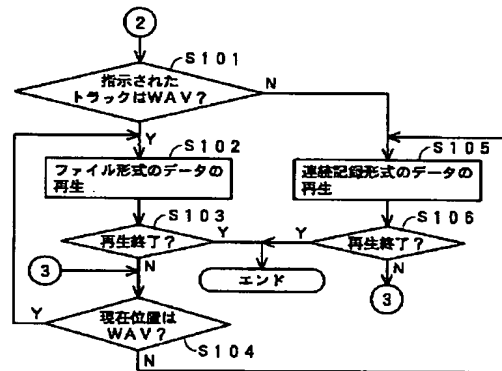 2
S101
指示された
トラックはWAV?
N
Y
S102
S105
ファイル形式のデータの
再生
連続記録形式のデータの
再生
S103
S106
再生終了?
Y
Y
再生終了?
3
N
エンド
N
3
Y
現在位置は
WAV?
S104
N